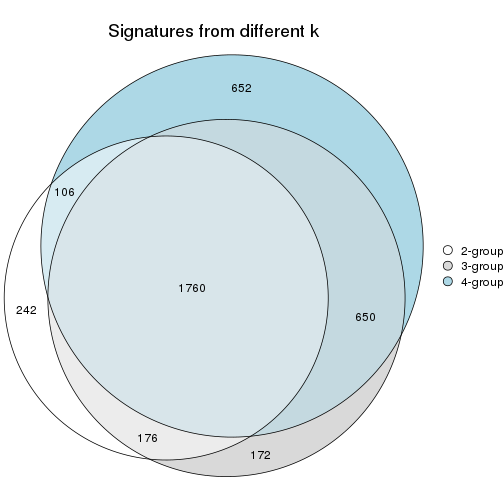 Signatures from different k
652
106
2-group
3-group
4-group
1760
242
650
176
172